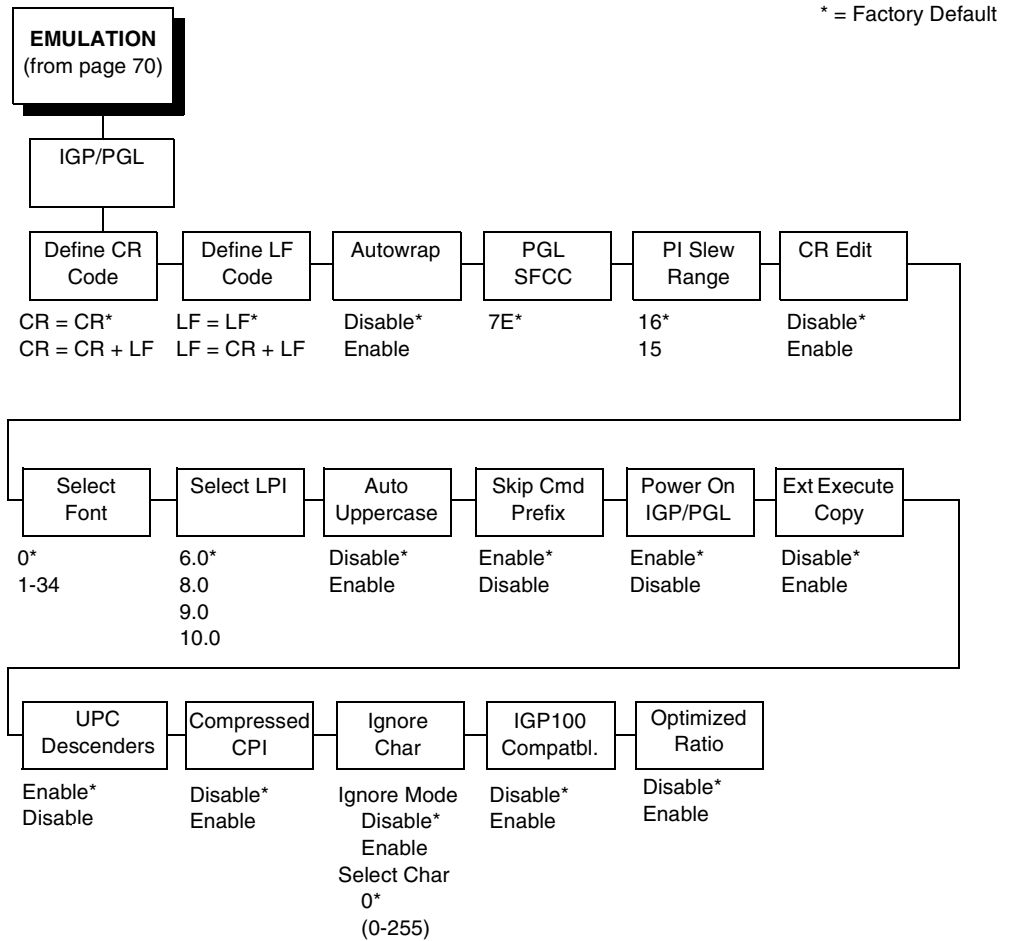 * = Factory Default
EMULATION
(from page 70)
IGP/PGL
Define CR
Code
CR = CR*
CR = CR + LF
Define LF
Code
LF = LF*
LF = CR + LF
Autowrap
Disable*
Enable
PGL
SFCC
7E*
PI Slew
Range
16*
15
CR Edit
Disable*
Enable
Select
Font
0*
1-34
Select LPI
6.0*
8.0
9.0
10.0
Auto
Uppercase
Disable*
Enable
Skip Cmd
Prefix
Enable*
Disable
Power On
IGP/PGL
Enable*
Disable
Ext Execute
Copy
Disable*
Enable
UPC
Descenders
Enable*
Disable
Compressed
CPI
Disable*
Enable
Ignore
Char
Ignore Mode
Disable*
Enable
Select Char
0*
(0-255)
IGP100
Compatbl.
Disable*
Enable
Optimized
Ratio
Disable*
Enable